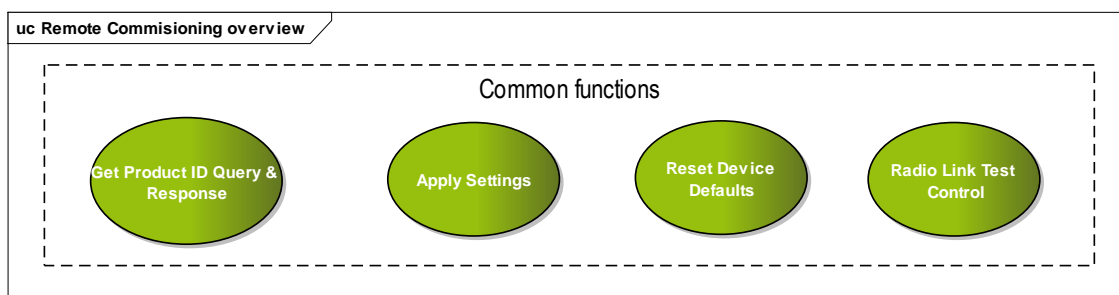 uc Remote Commisioning overview
Common functions
Get Product ID Query &
Response
Apply Settings
Reset Device
Defaults
Radio Link Test
Control